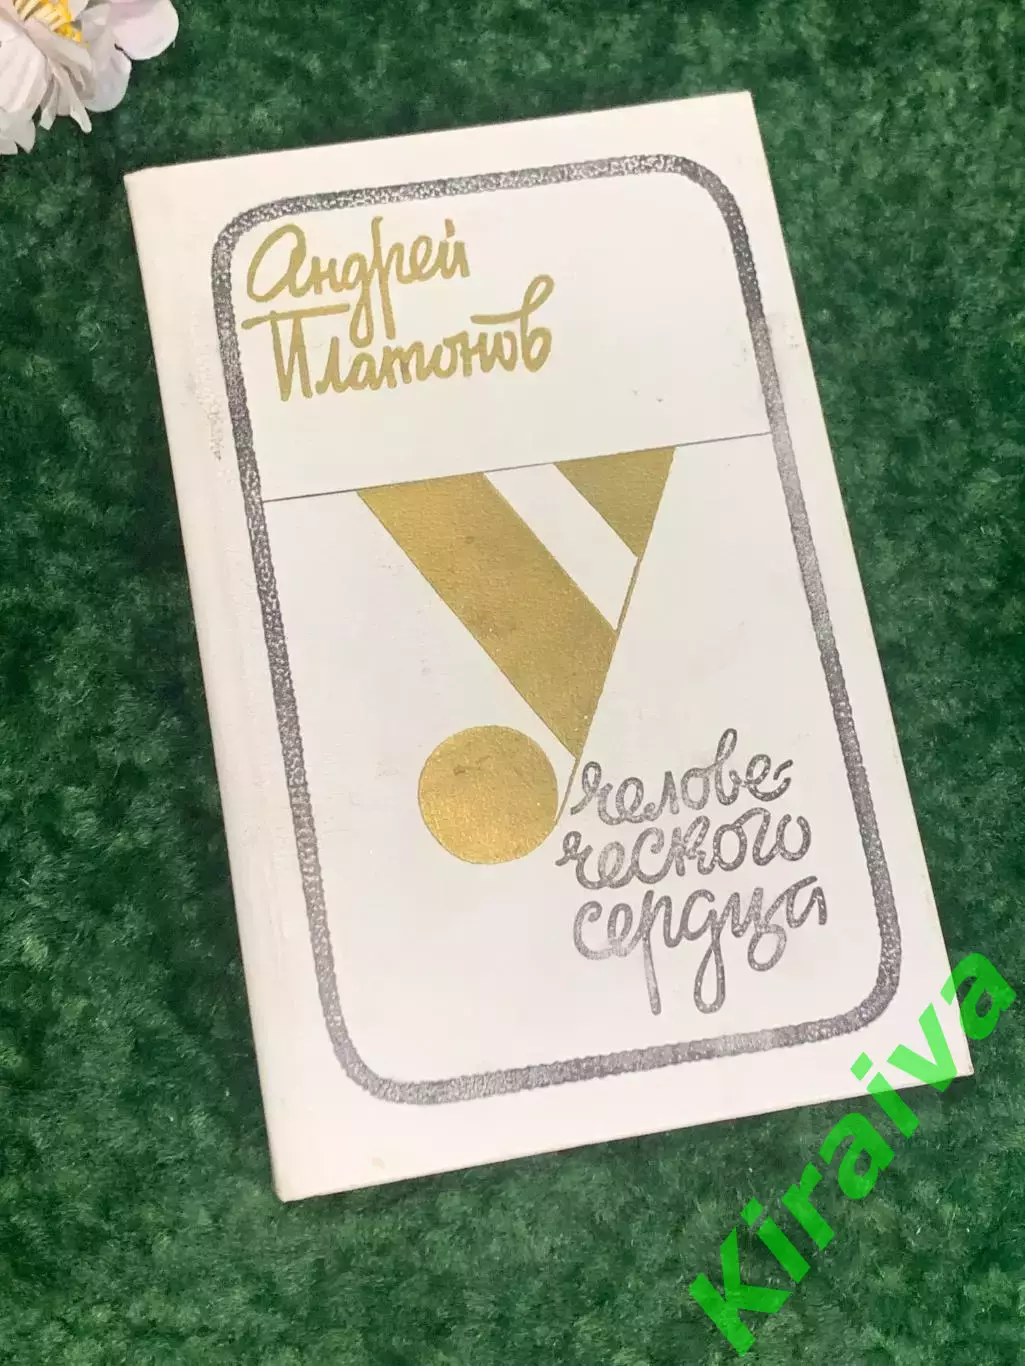 Андрей
Платонов
У
челове-
ческого
сердца
Kiraiva